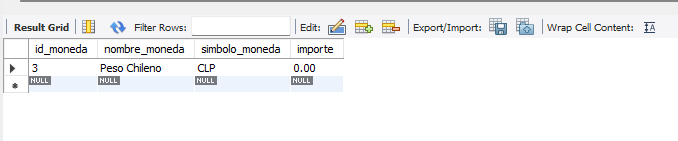 Result Grid Filter Rows: Edit: Export/Import: Wrap Cell Content: IA
id_moneda nombre_moneda simbolo_moneda importe
3 Peso Chileno CLP 0.00
NULL NULL NULL NULL